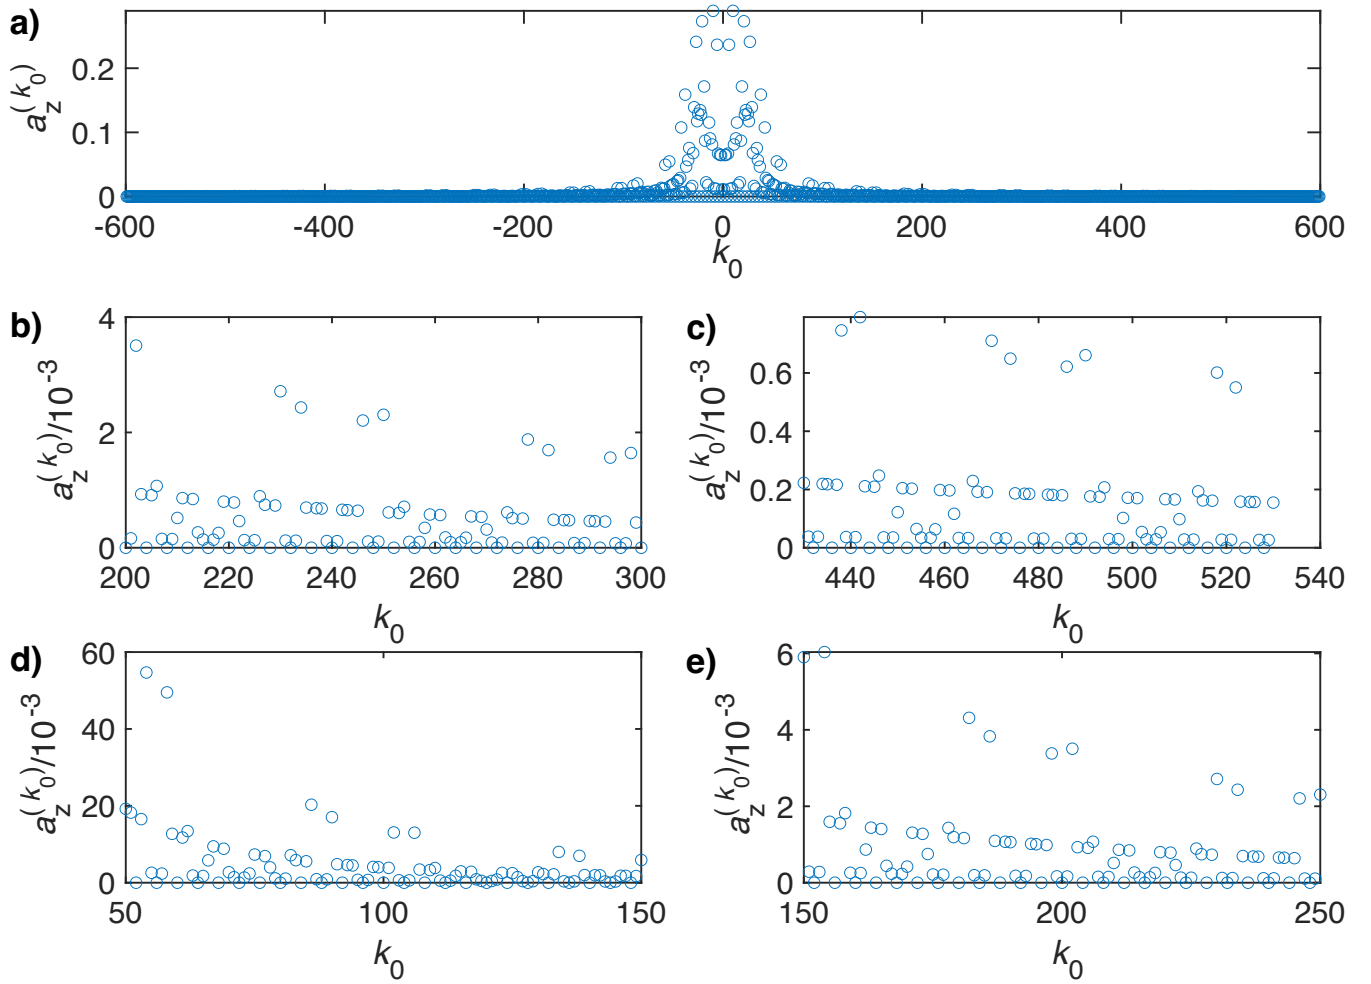 a)
a_z^(k_0)
0.2
0.1
0
-600 -400 -200 0 200 400 600
k_0
b)
a_z^(k_0)/10^-3
4
2
0
200 220 240 260 280 300
k_0
c)
a_z^(k_0)/10^-3
0.6
0.4
0.2
0
440 460 480 500 520 540
k_0
d)
a_z^(k_0)/10^-3
60
40
20
0
50 100 150
k_0
e)
a_z^(k_0)/10^-3
6
4
2
0
150 200 250
k_0